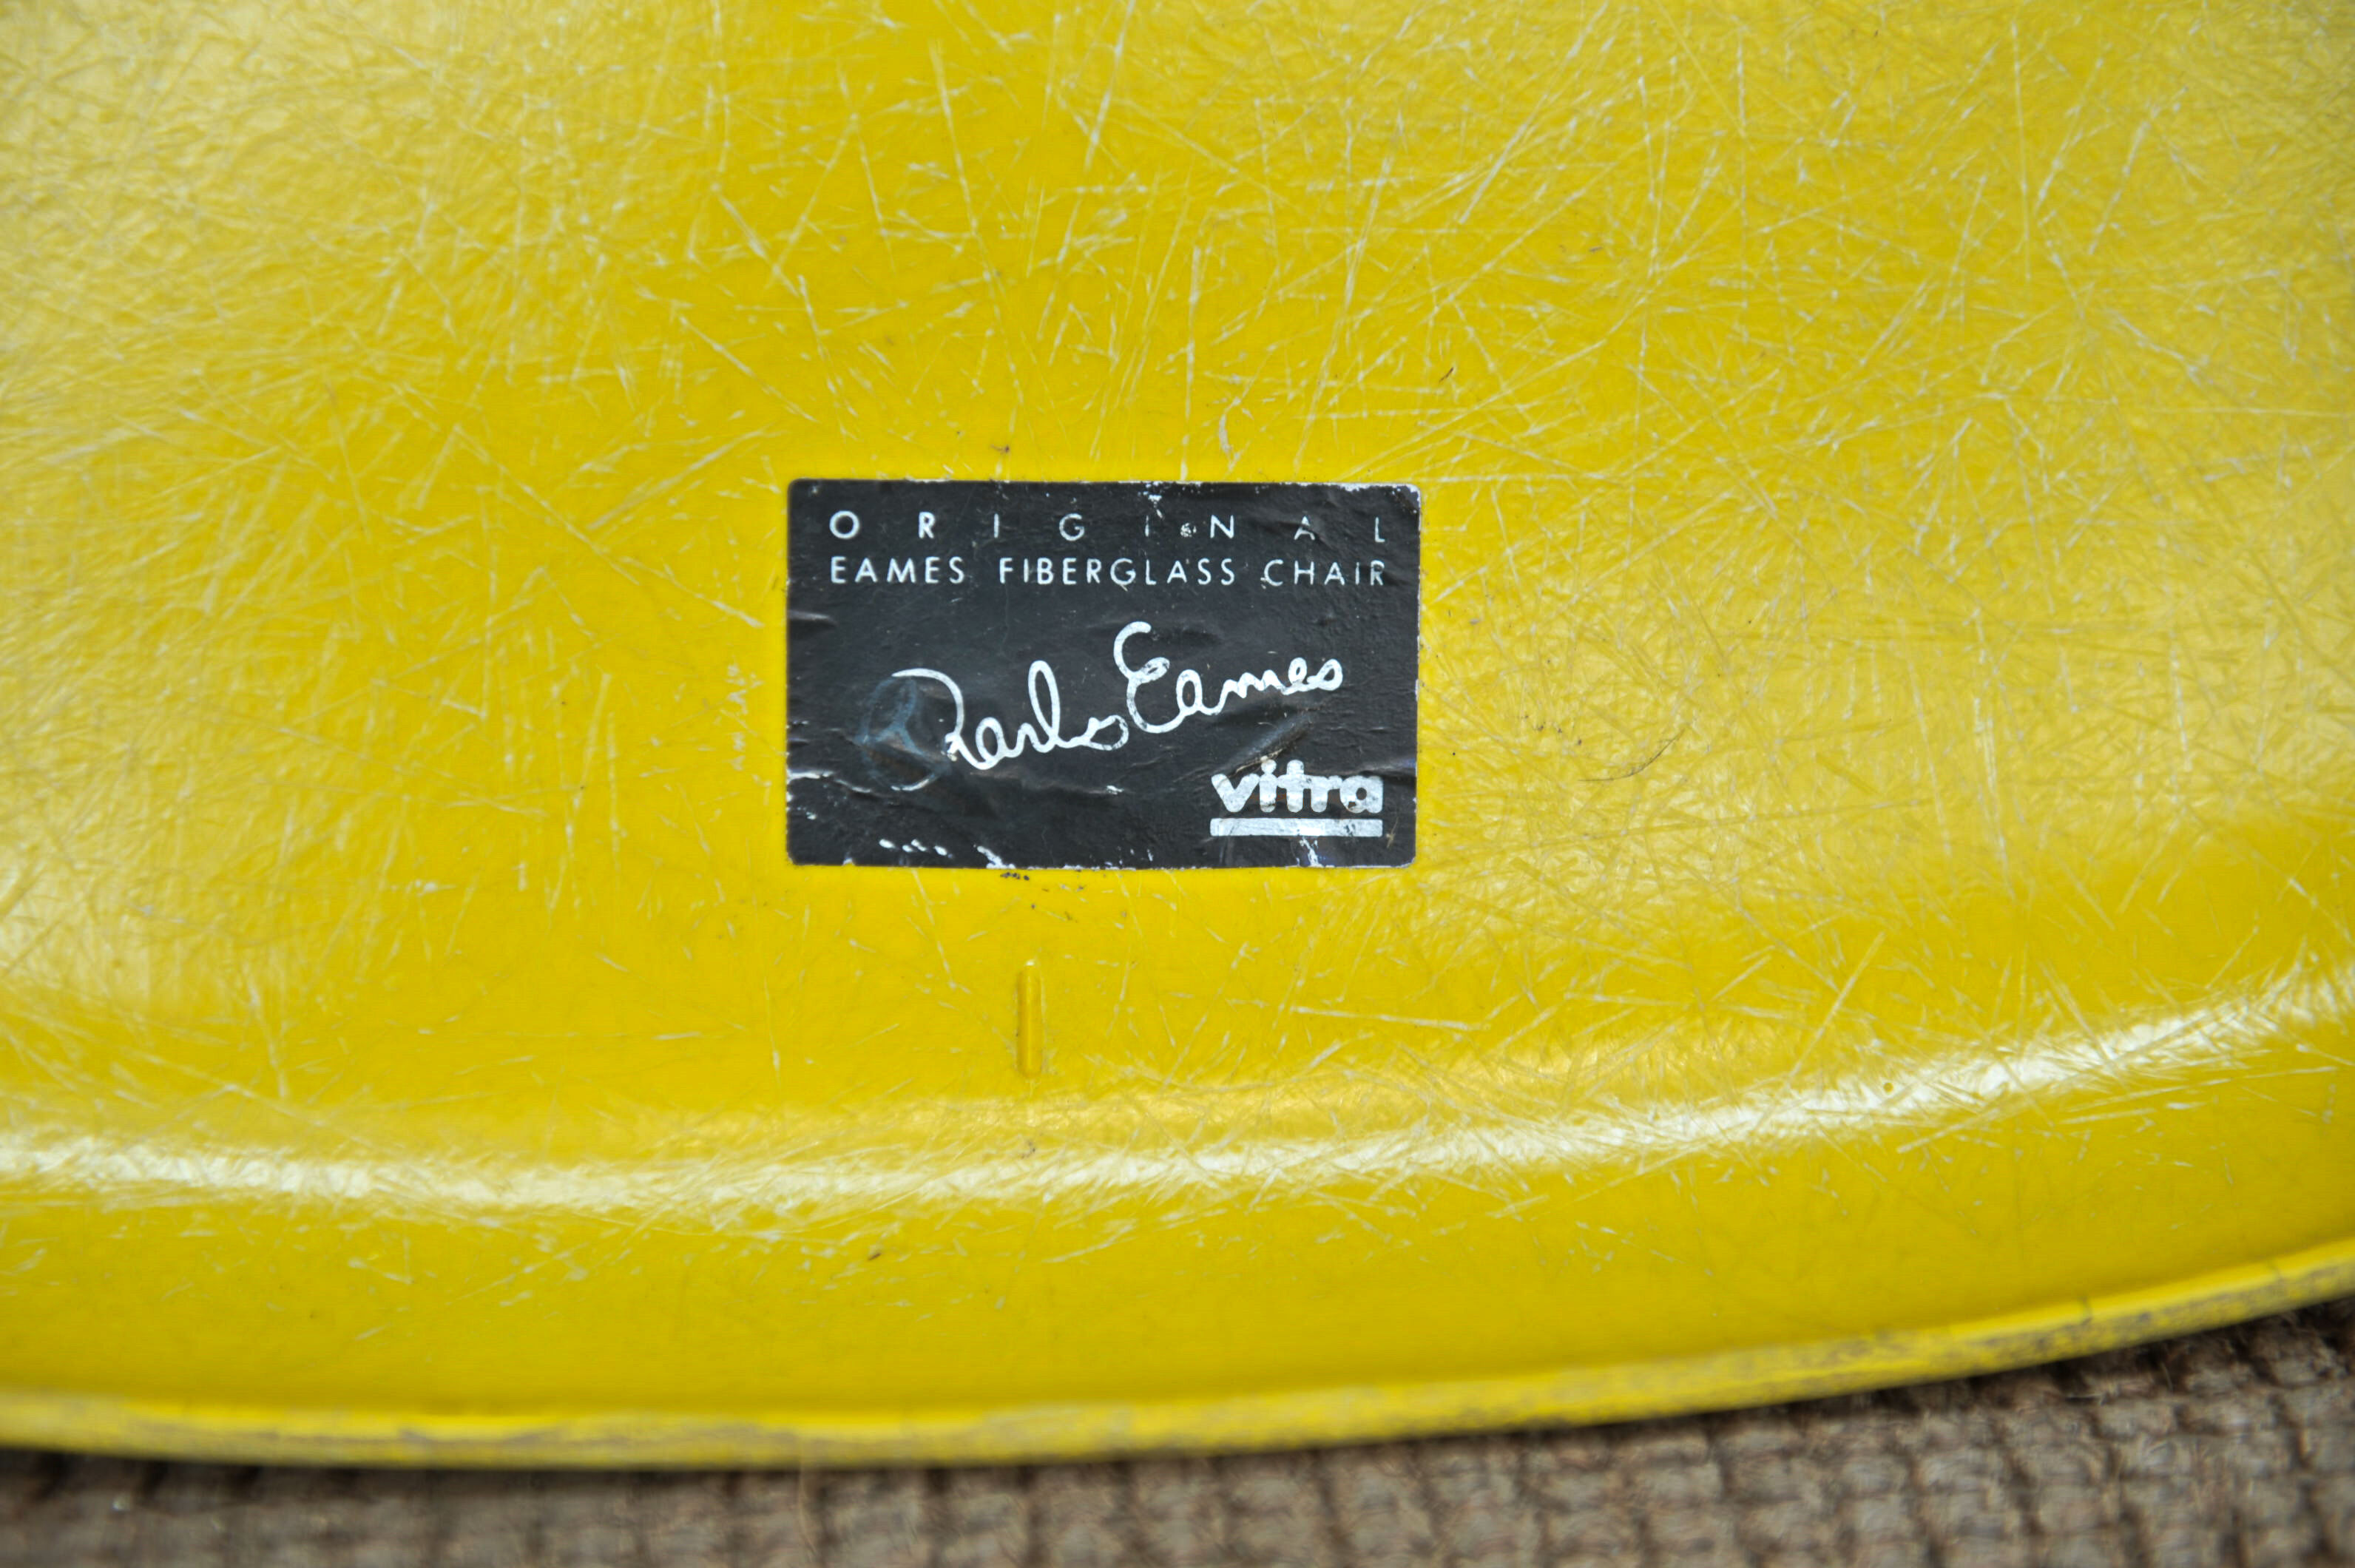 ORIGINAL
EAMES FIBERGLASS CHAIR
Charles Eames
vitra